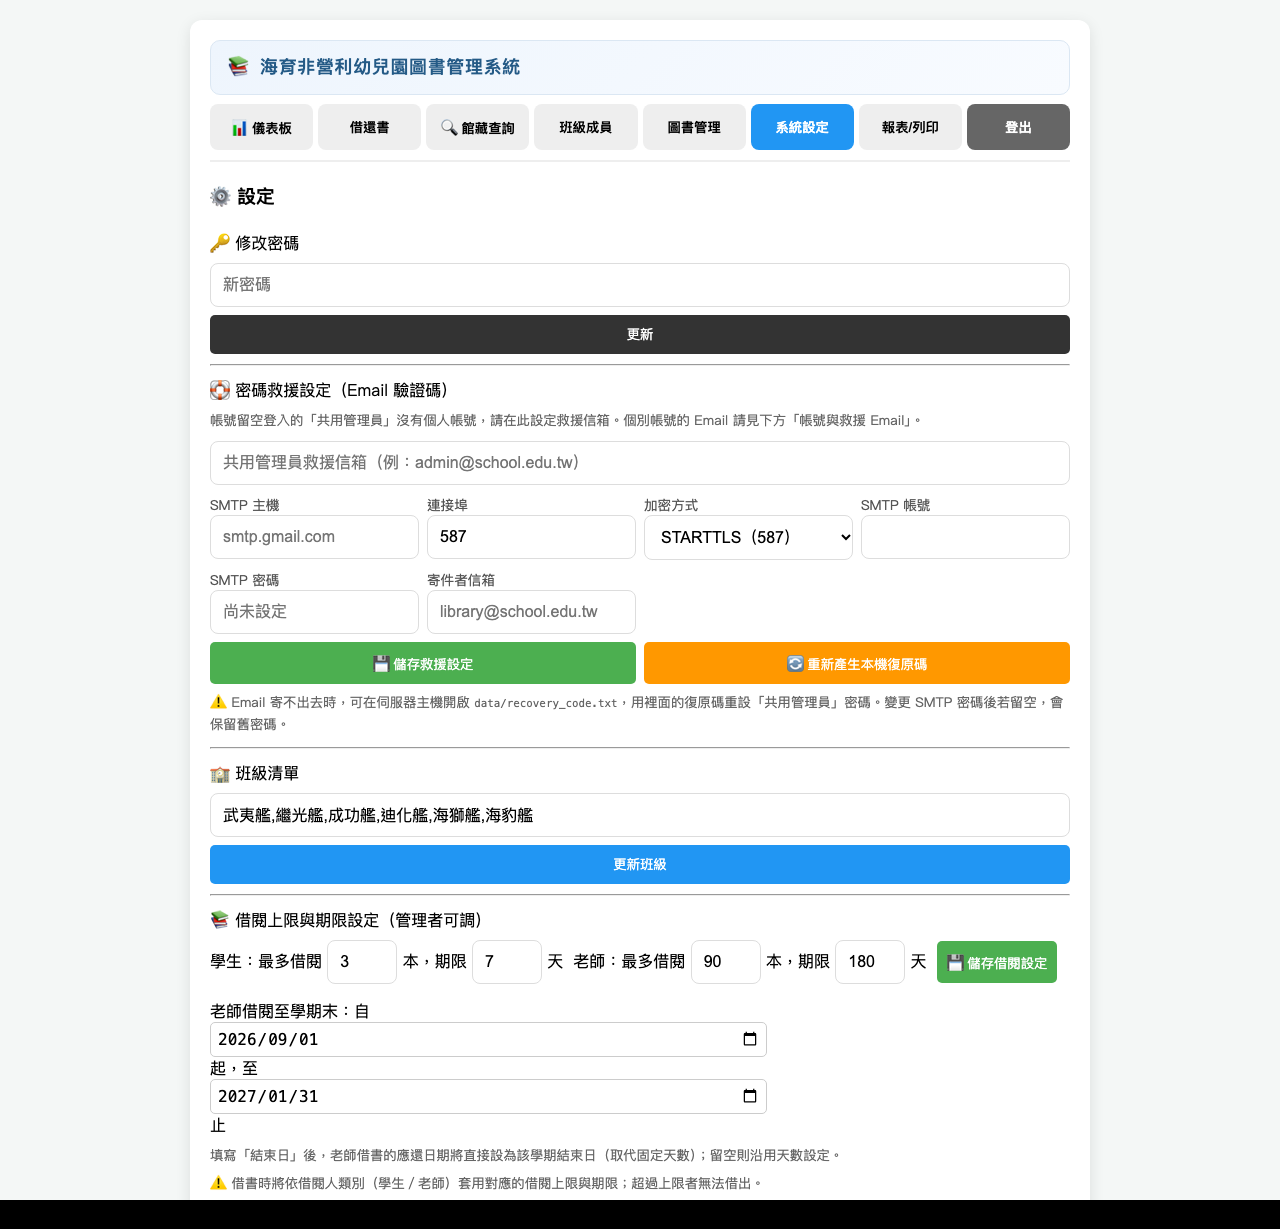 海育非營利幼兒園圖書管理系統
儀表板 借還書 館藏查詢 班級成員 圖書管理 系統設定 報表/列印 登出
設定
修改密碼
新密碼
更新
密碼救援設定（Email 驗證碼）
帳號留空登入的「共用管理員」沒有個人帳號，請在此設定救援信箱。個別帳號的 Email 請見下方「帳號與救援 Email」。
共用管理員救援信箱（例：admin@school.edu.tw）
SMTP 主機 連接埠 加密方式 SMTP 帳號
smtp.gmail.com 587 STARTTLS（587）
SMTP 密碼 寄件者信箱
尚未設定 library@school.edu.tw
儲存救援設定 重新產生本機復原碼
Email 寄不出去時，可在伺服器主機開啟 data/recovery_code.txt，用裡面的復原碼重設「共用管理員」密碼。變更 SMTP 密碼後若留空，會
保留舊密碼。
班級清單
武夷艦,繼光艦,成功艦,迪化艦,海獅艦,海豹艦
更新班級
借閱上限與期限設定（管理者可調）
學生：最多借閱 3 本，期限 7 天 老師：最多借閱 90 本，期限 180 天 儲存借閱設定
老師借閱至學期末：自
2026/09/01
起，至
2027/01/31
止
填寫「結束日」後，老師借書的應還日期將直接設為該學期結束日（取代固定天數）；留空則沿用天數設定。
借書時將依借閱人類別（學生 / 老師）套用對應的借閱上限與期限；超過上限者無法借出。